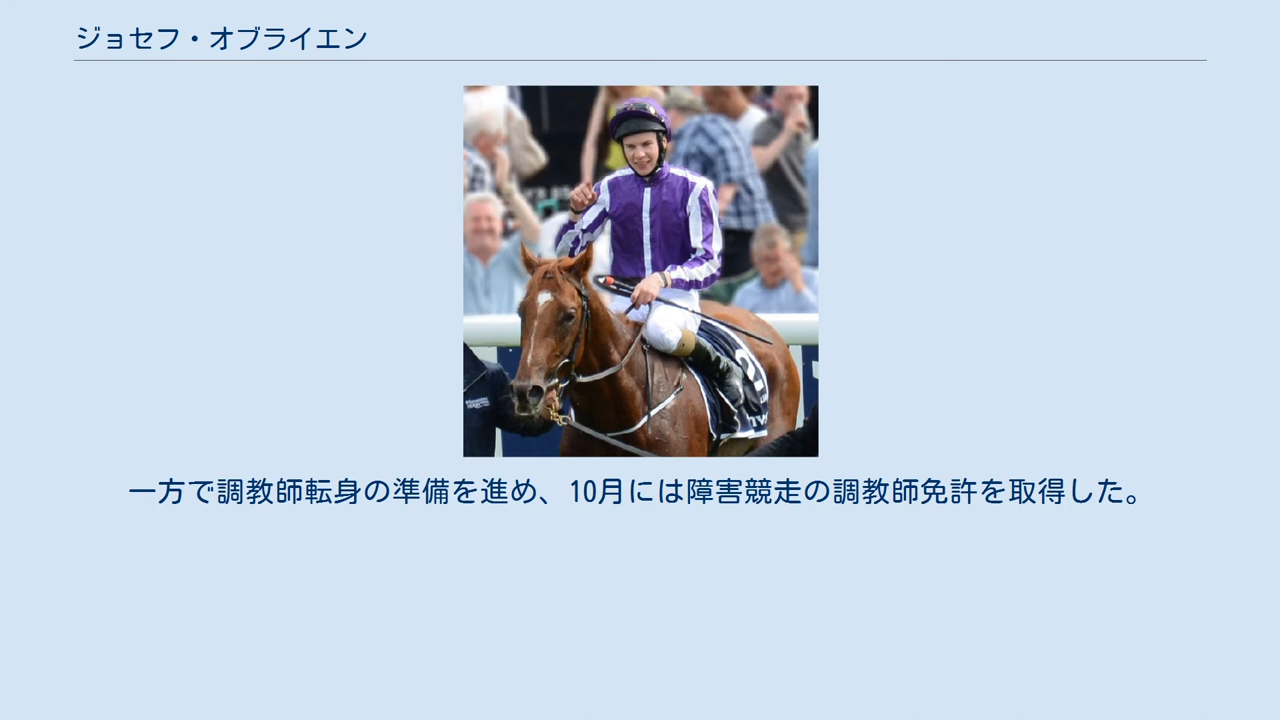 ジョセフ・オブライエン
一方で調教師転身の準備を進め、10月には障害競走の調教師免許を取得した。